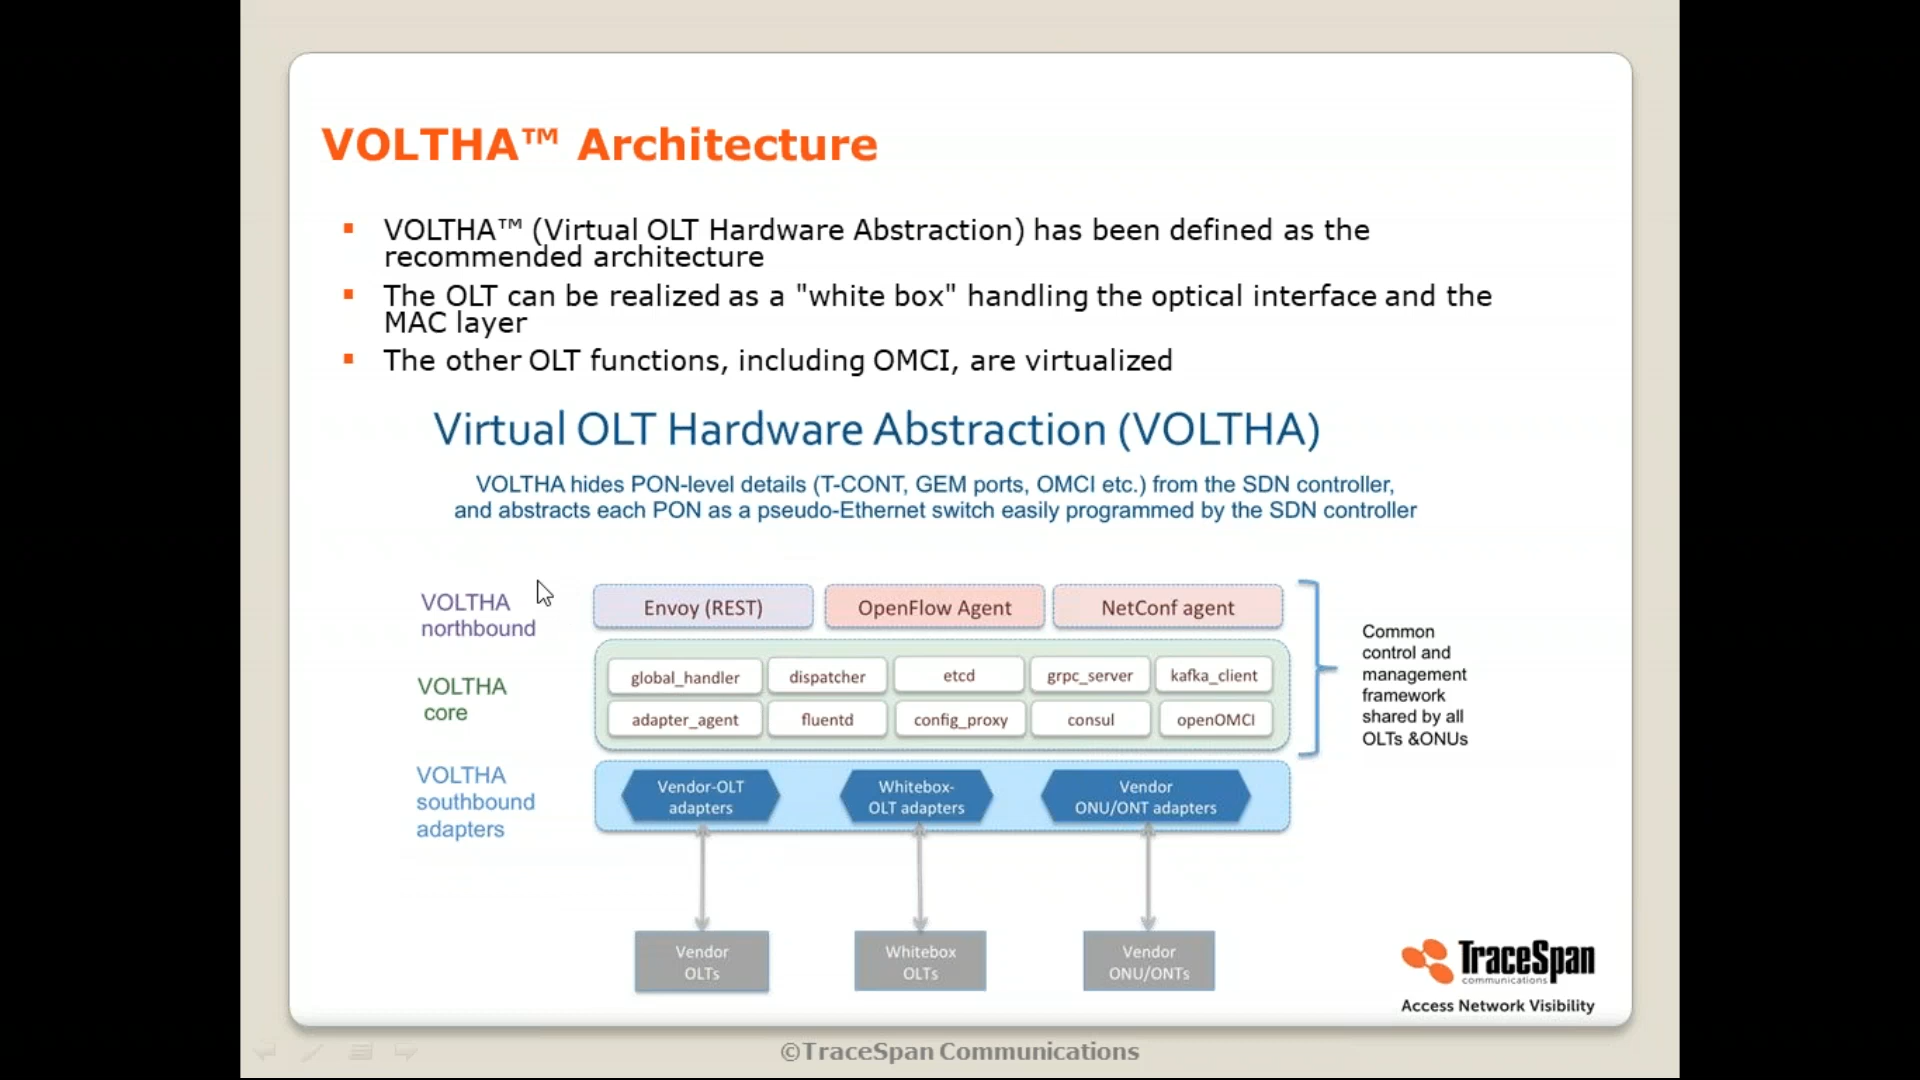 VOLTHA™ Architecture
VOLTHA™ (Virtual OLT Hardware Abstraction) has been defined as the
recommended architecture
The OLT can be realized as a "white box" handling the optical interface and the
MAC layer
The other OLT functions, including OMCI, are virtualized
Virtual OLT Hardware Abstraction (VOLTHA)
VOLTHA hides PON-level details (T-CONT, GEM ports, OMCI etc.) from the SDN controller,
and abstracts each PON as a pseudo-Ethernet switch easily programmed by the SDN controller
VOLTHA
northbound
Envoy (REST)
OpenFlow Agent
NetConf agent
VOLTHA
core
global_handler
dispatcher
etcd
grpc_server
kafka_client
adapter_agent
fluentd
config_proxy
consul
openOMCI
Common
control and
management
framework
shared by all
OLTs &ONUs
VOLTHA
southbound
adapters
Vendor-OLT
adapters
Whitebox-
OLT adapters
Vendor
ONU/ONT adapters
Vendor
OLTs
Whitebox
OLTs
Vendor
ONU/ONTs
TraceSpan
communications
Access Network Visibility
©TraceSpan Communications